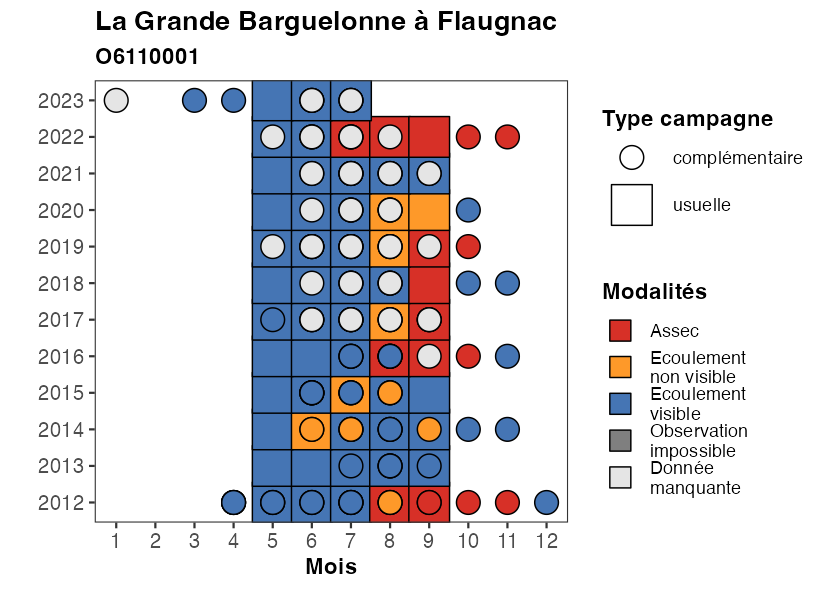 La Grande Barguelonne à Flaugnac
O6110001
2023
2022
2021
2020
2019
2018
2017
2016
2015
2014
2013
2012
1 2 3 4 5 6 7 8 9 10 11 12
Mois
Type campagne
complémentaire
usuelle
Modalités
Assec
Ecoulement
non visible
Ecoulement
visible
Observation
impossible
Donnée
manquante